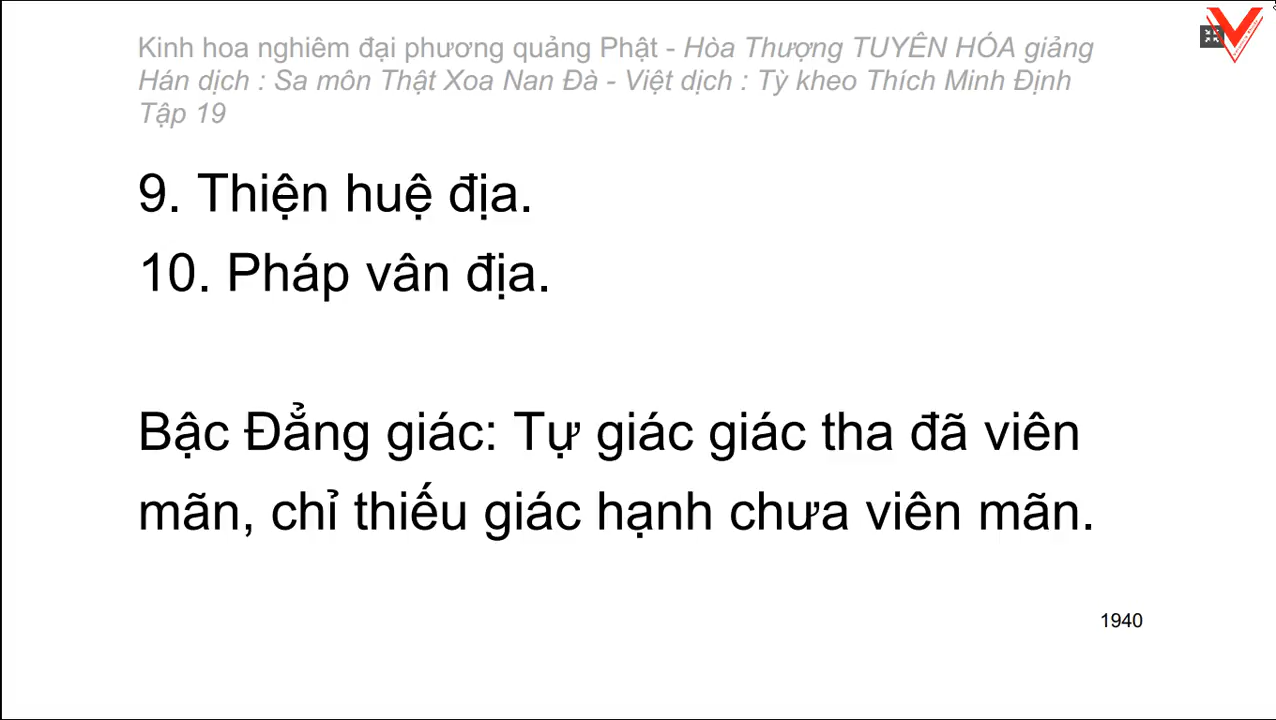 Kinh hoa nghiêm đại phương quảng Phật - Hòa Thượng TUYÊN HÓA giảng
Hán dịch : Sa môn Thật Xoa Nan Đà - Việt dịch : Tỳ kheo Thích Minh Định
Tập 19
9. Thiện huệ địa.
10. Pháp vân địa.
Bậc Đẳng giác: Tự giác giác tha đã viên
mãn, chỉ thiếu giác hạnh chưa viên mãn.
1940